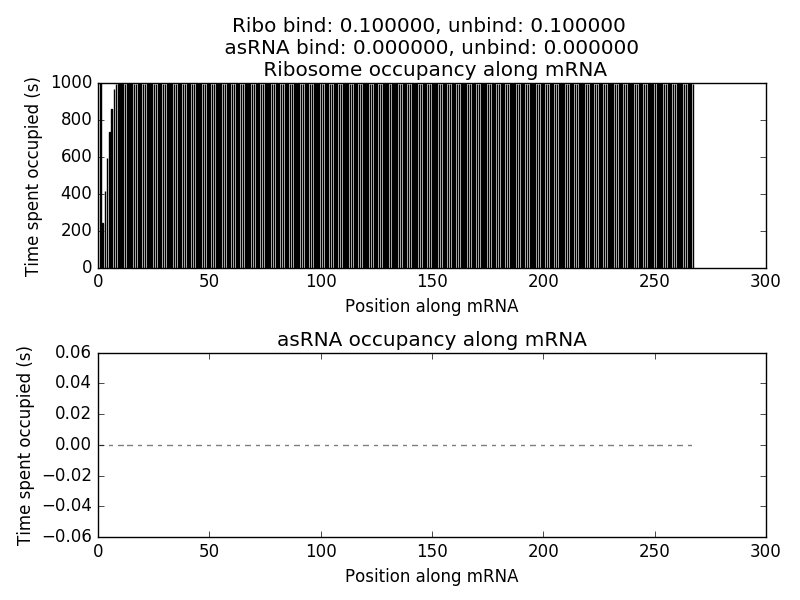 Ribo bind: 0.100000, unbind: 0.100000
asRNA bind: 0.000000, unbind: 0.000000
Ribosome occupancy along mRNA
Time spent occupied (s)
1000
800
600
400
200
0
0 50 100 150 200 250 300
Position along mRNA
asRNA occupancy along mRNA
Time spent occupied (s)
0.06
0.04
0.02
0.00
−0.02
−0.04
−0.06
0 50 100 150 200 250 300
Position along mRNA